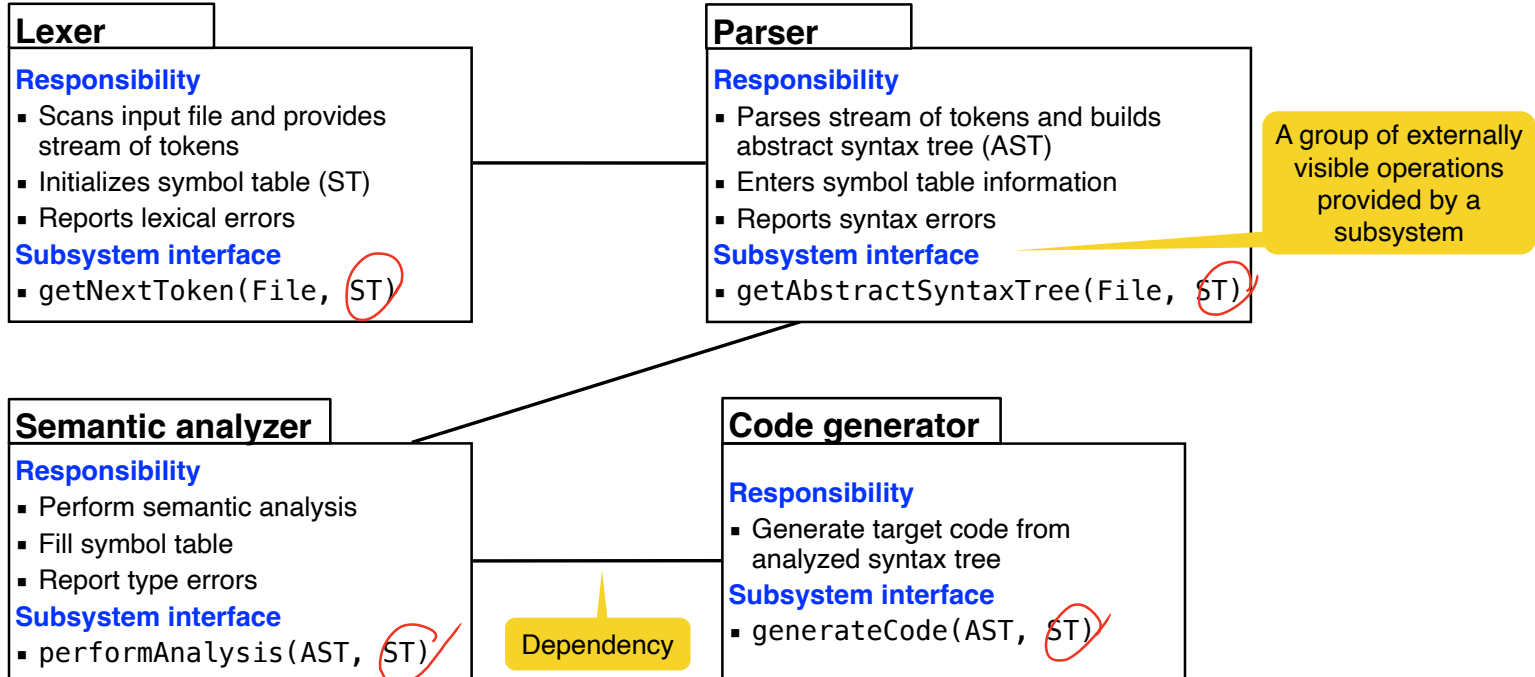 Lexer
Responsibility
▪ Scans input file and provides
stream of tokens
▪ Initializes symbol table (ST)
▪ Reports lexical errors
Subsystem interface
▪ getNextToken(File, ST)
Parser
Responsibility
▪ Parses stream of tokens and builds
abstract syntax tree (AST)
▪ Enters symbol table information
▪ Reports syntax errors
Subsystem interface
▪ getAbstractSyntaxTree(File, ST)
A group of externally
visible operations
provided by a
subsystem
Semantic analyzer
Responsibility
▪ Perform semantic analysis
▪ Fill symbol table
▪ Report type errors
Subsystem interface
▪ performAnalysis(AST, ST)
Dependency
Code generator
Responsibility
▪ Generate target code from
analyzed syntax tree
Subsystem interface
▪ generateCode(AST, ST)